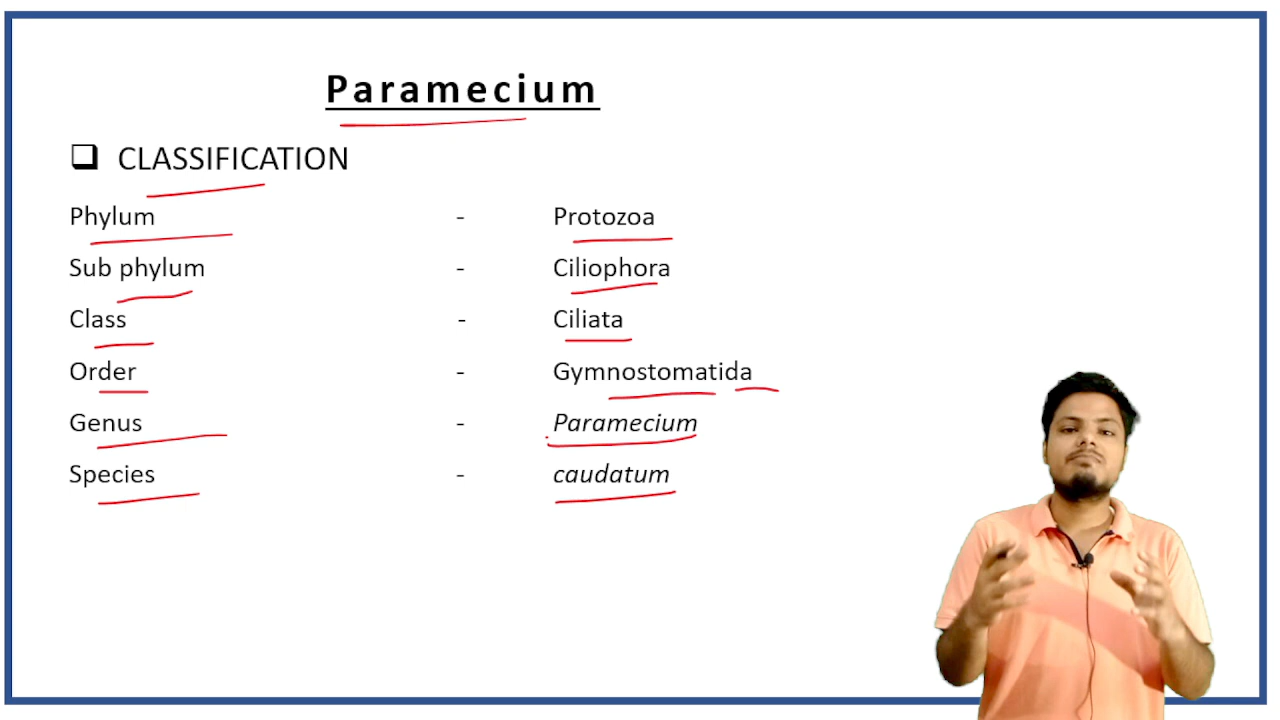 Paramecium
❑ CLASSIFICATION
Phylum - Protozoa
Sub phylum - Ciliophora
Class - Ciliata
Order - Gymnostomatida
Genus - Paramecium
Species - caudatum